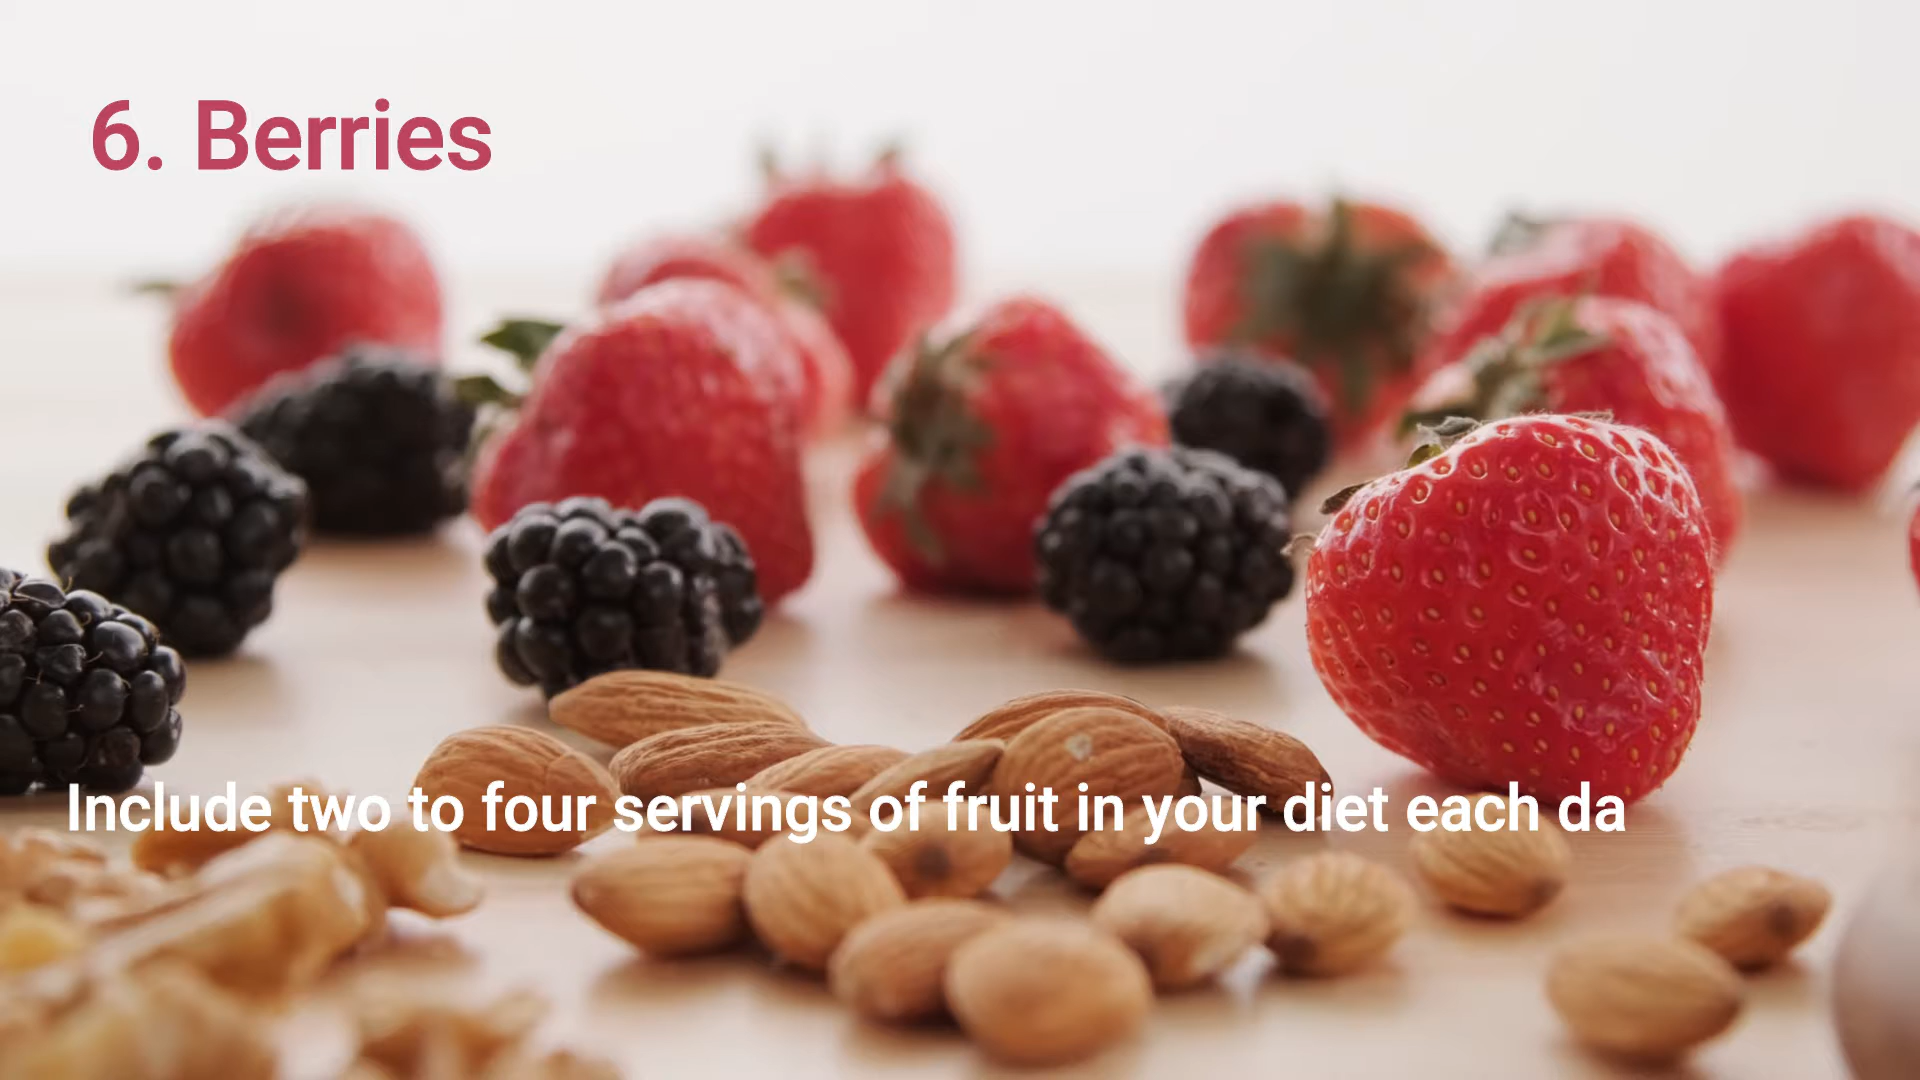 6. Berries
Include two to four servings of fruit in your diet each da